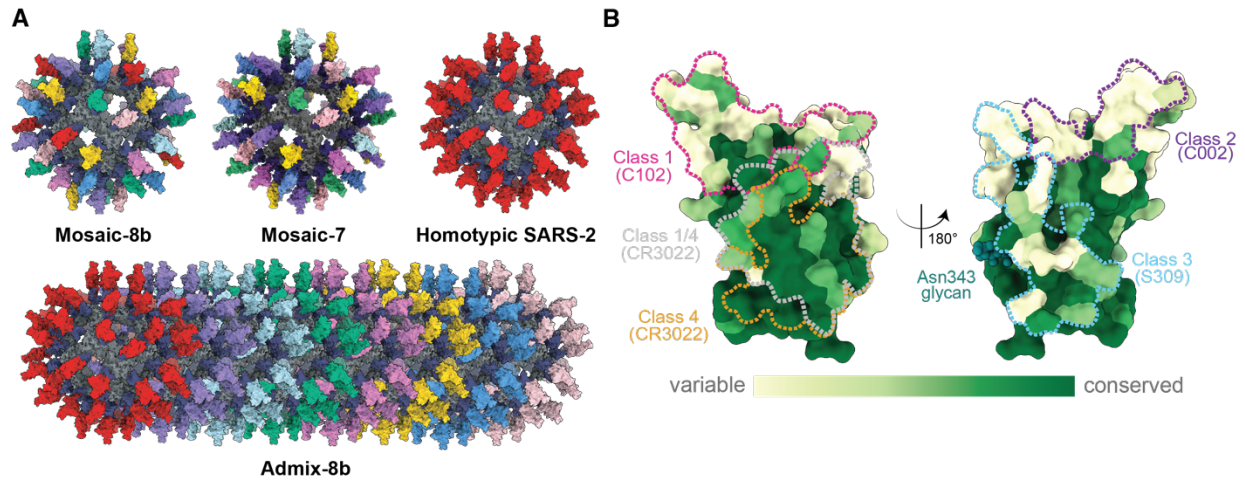 A
Mosaic-8b
Mosaic-7
Homotypic SARS-2
Admix-8b
B
Class 1
(C102)
Class 1/4
(CR3022)
Class 4
(CR3022)
180°
Asn343
glycan
Class 2
(C002)
Class 3
(S309)
variable
conserved